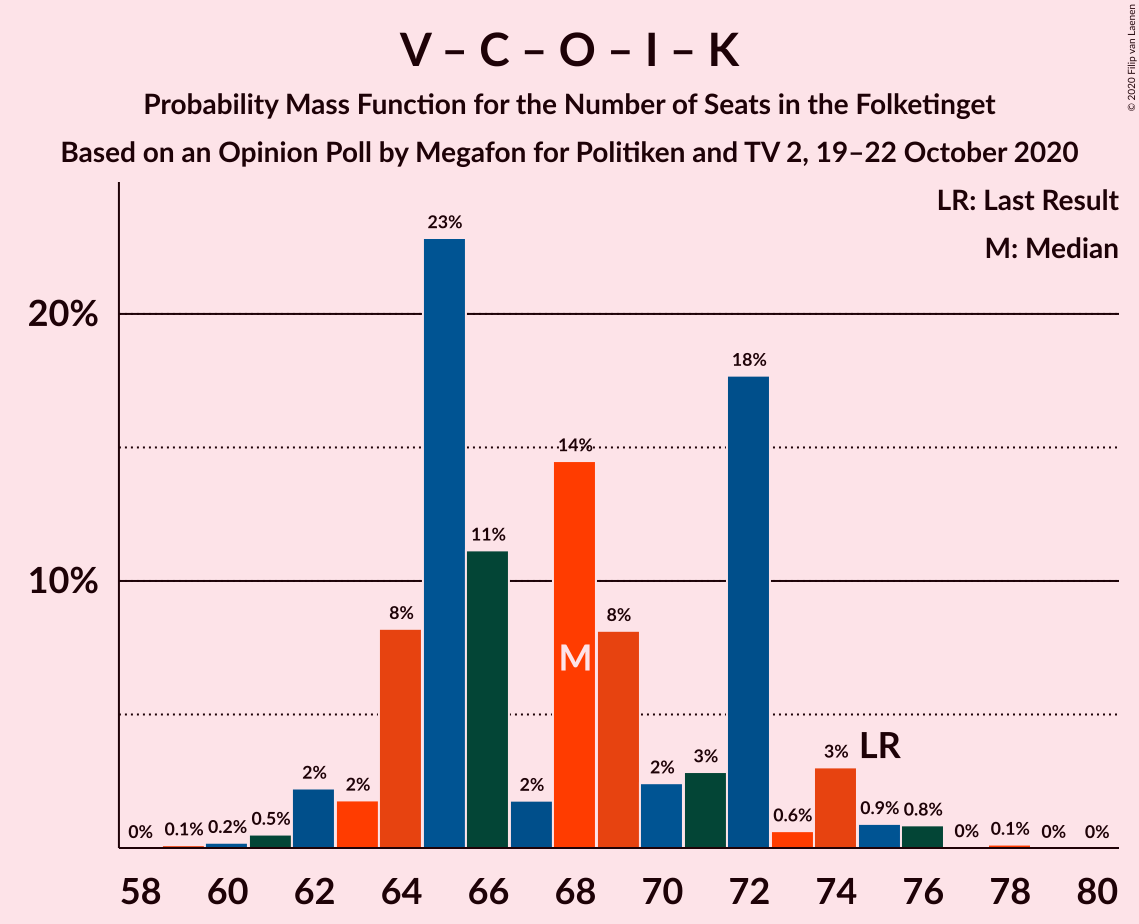 V – C – O – I – K
Probability Mass Function for the Number of Seats in the Folketinget
Based on an Opinion Poll by Megafon for Politiken and TV 2, 19–22 October 2020
© 2020 Filip van Laenen
LR: Last Result
M: Median
20%
10%
0% 0.1% 0.2% 0.5% 2% 2% 8% 23% 11% 2% 14% 8% 2% 3% 18% 0.6% 3% 0.9% 0.8% 0% 0.1% 0% 0%
M
LR
58 60 62 64 66 68 70 72 74 76 78 80